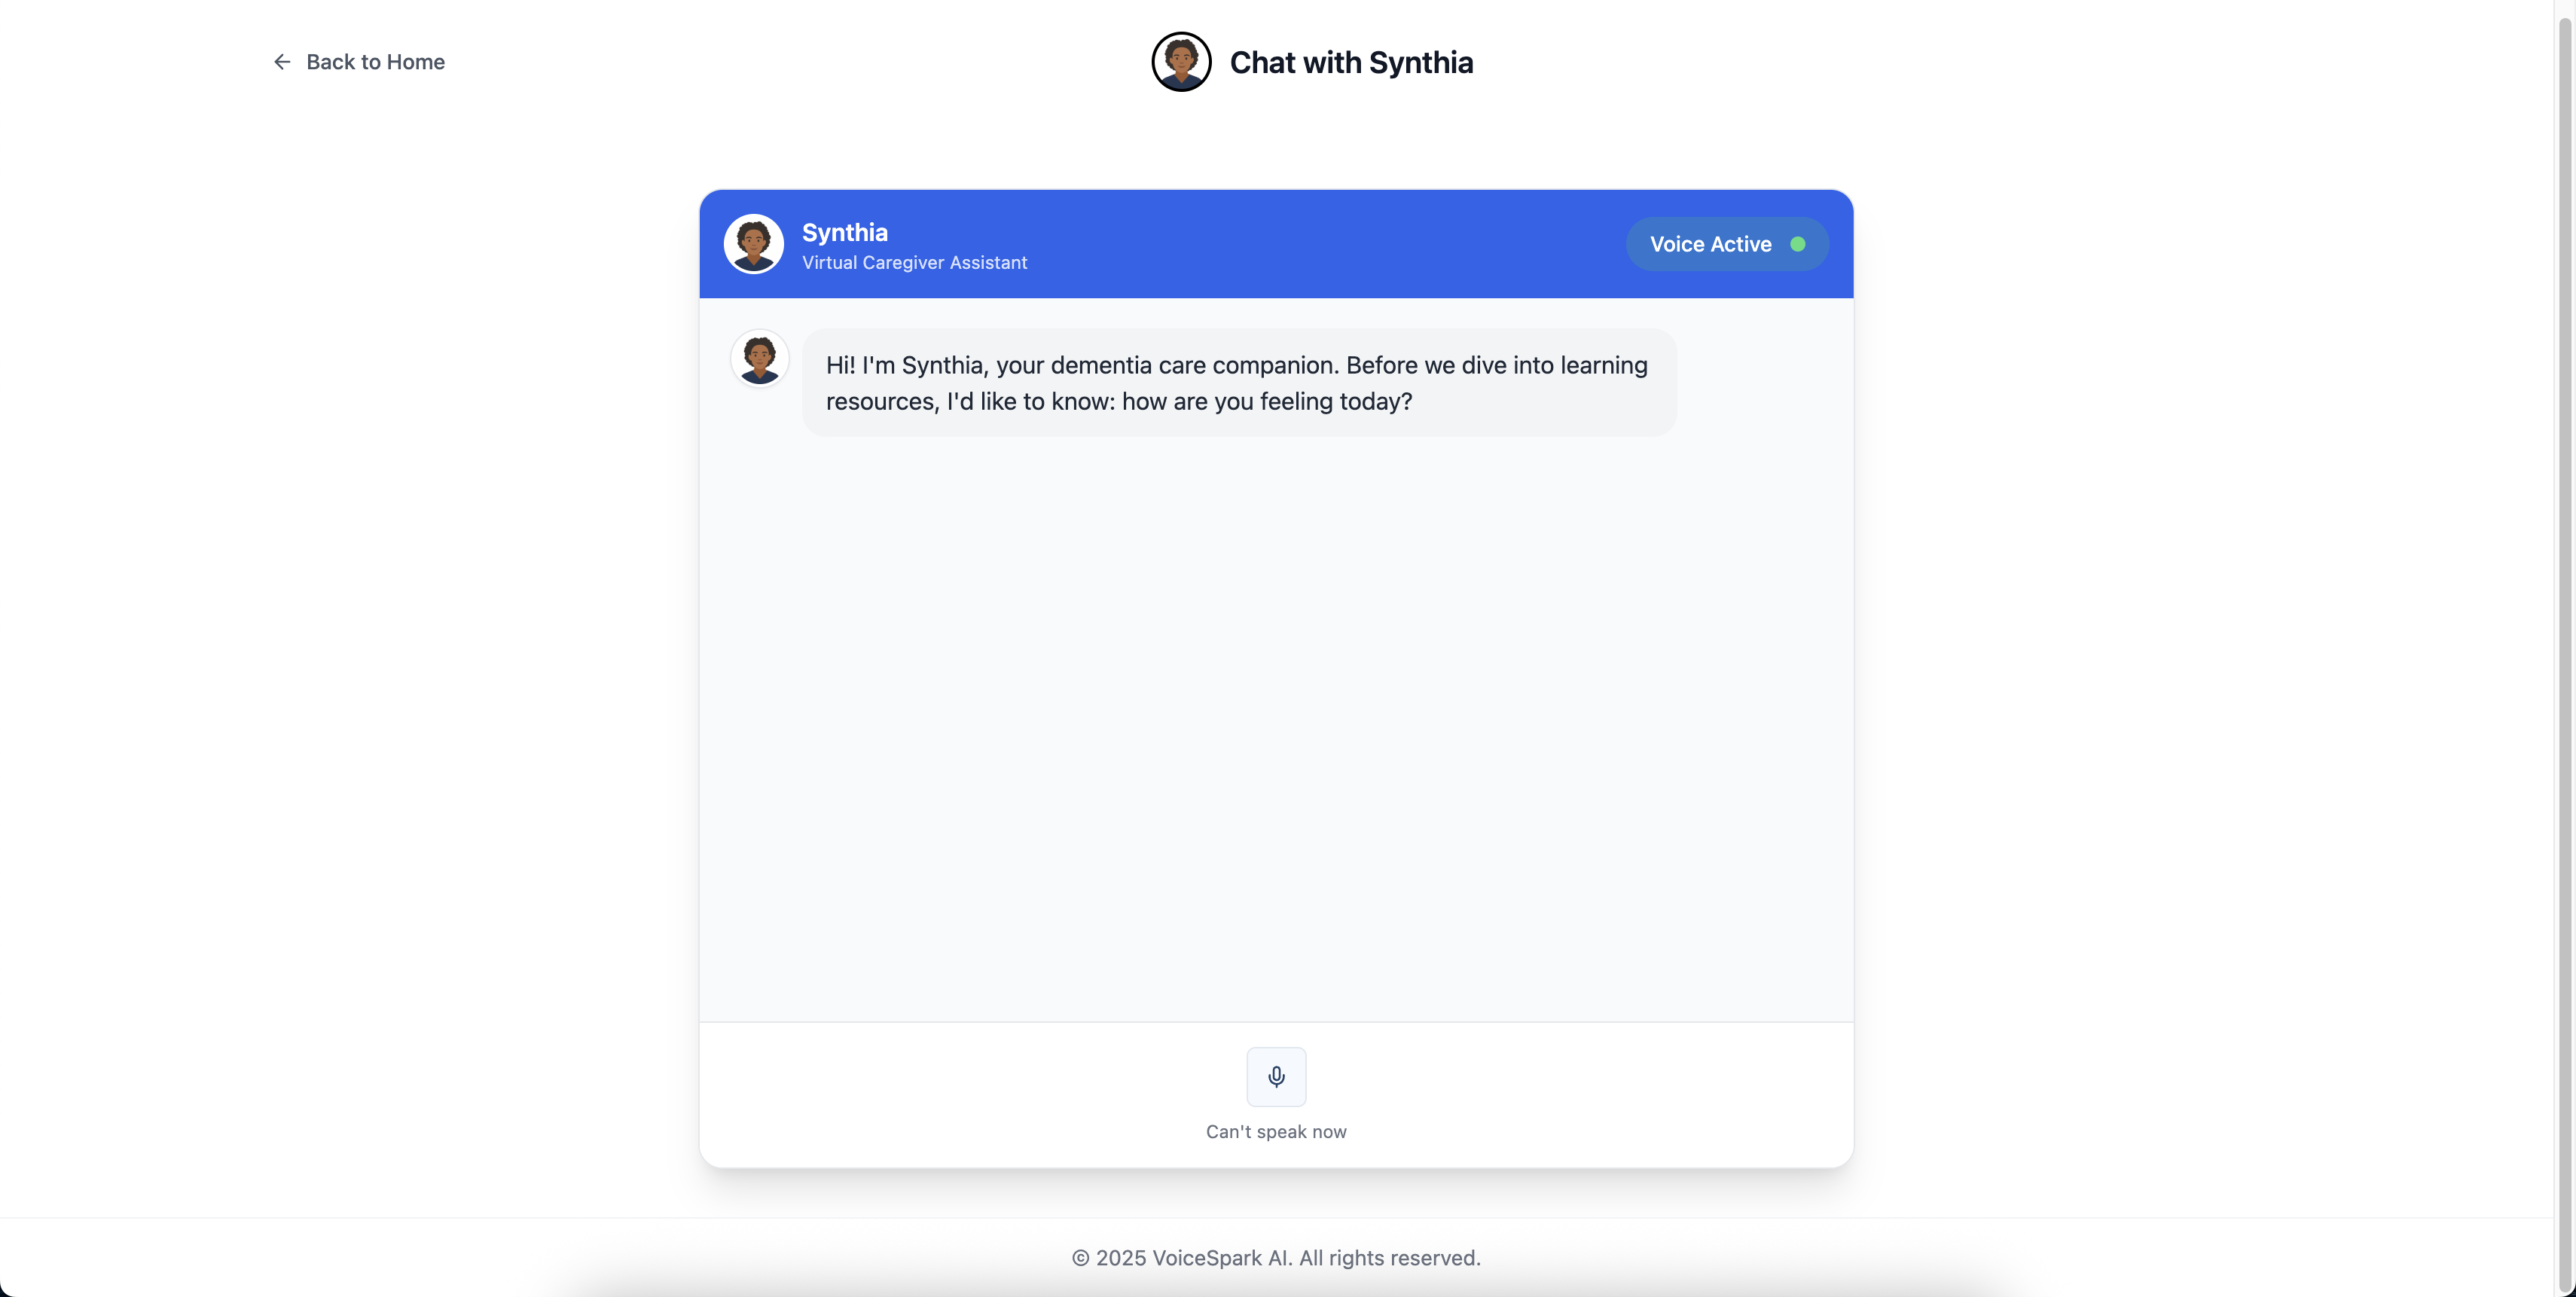 Back to Home
Chat with Synthia
Synthia
Virtual Caregiver Assistant
Voice Active
Hi! I'm Synthia, your dementia care companion. Before we dive into learning
resources, I'd like to know: how are you feeling today?
Can't speak now
© 2025 VoiceSpark AI. All rights reserved.